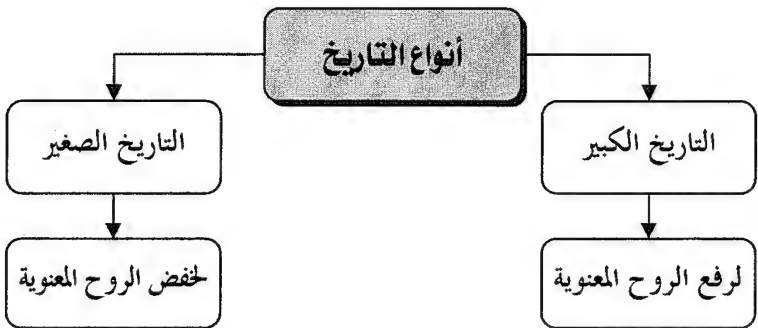 أنواع التاريخ
التاريخ الكبير
التاريخ الصغير
لرفع الروح المعنوية
لخفض الروح المعنوية